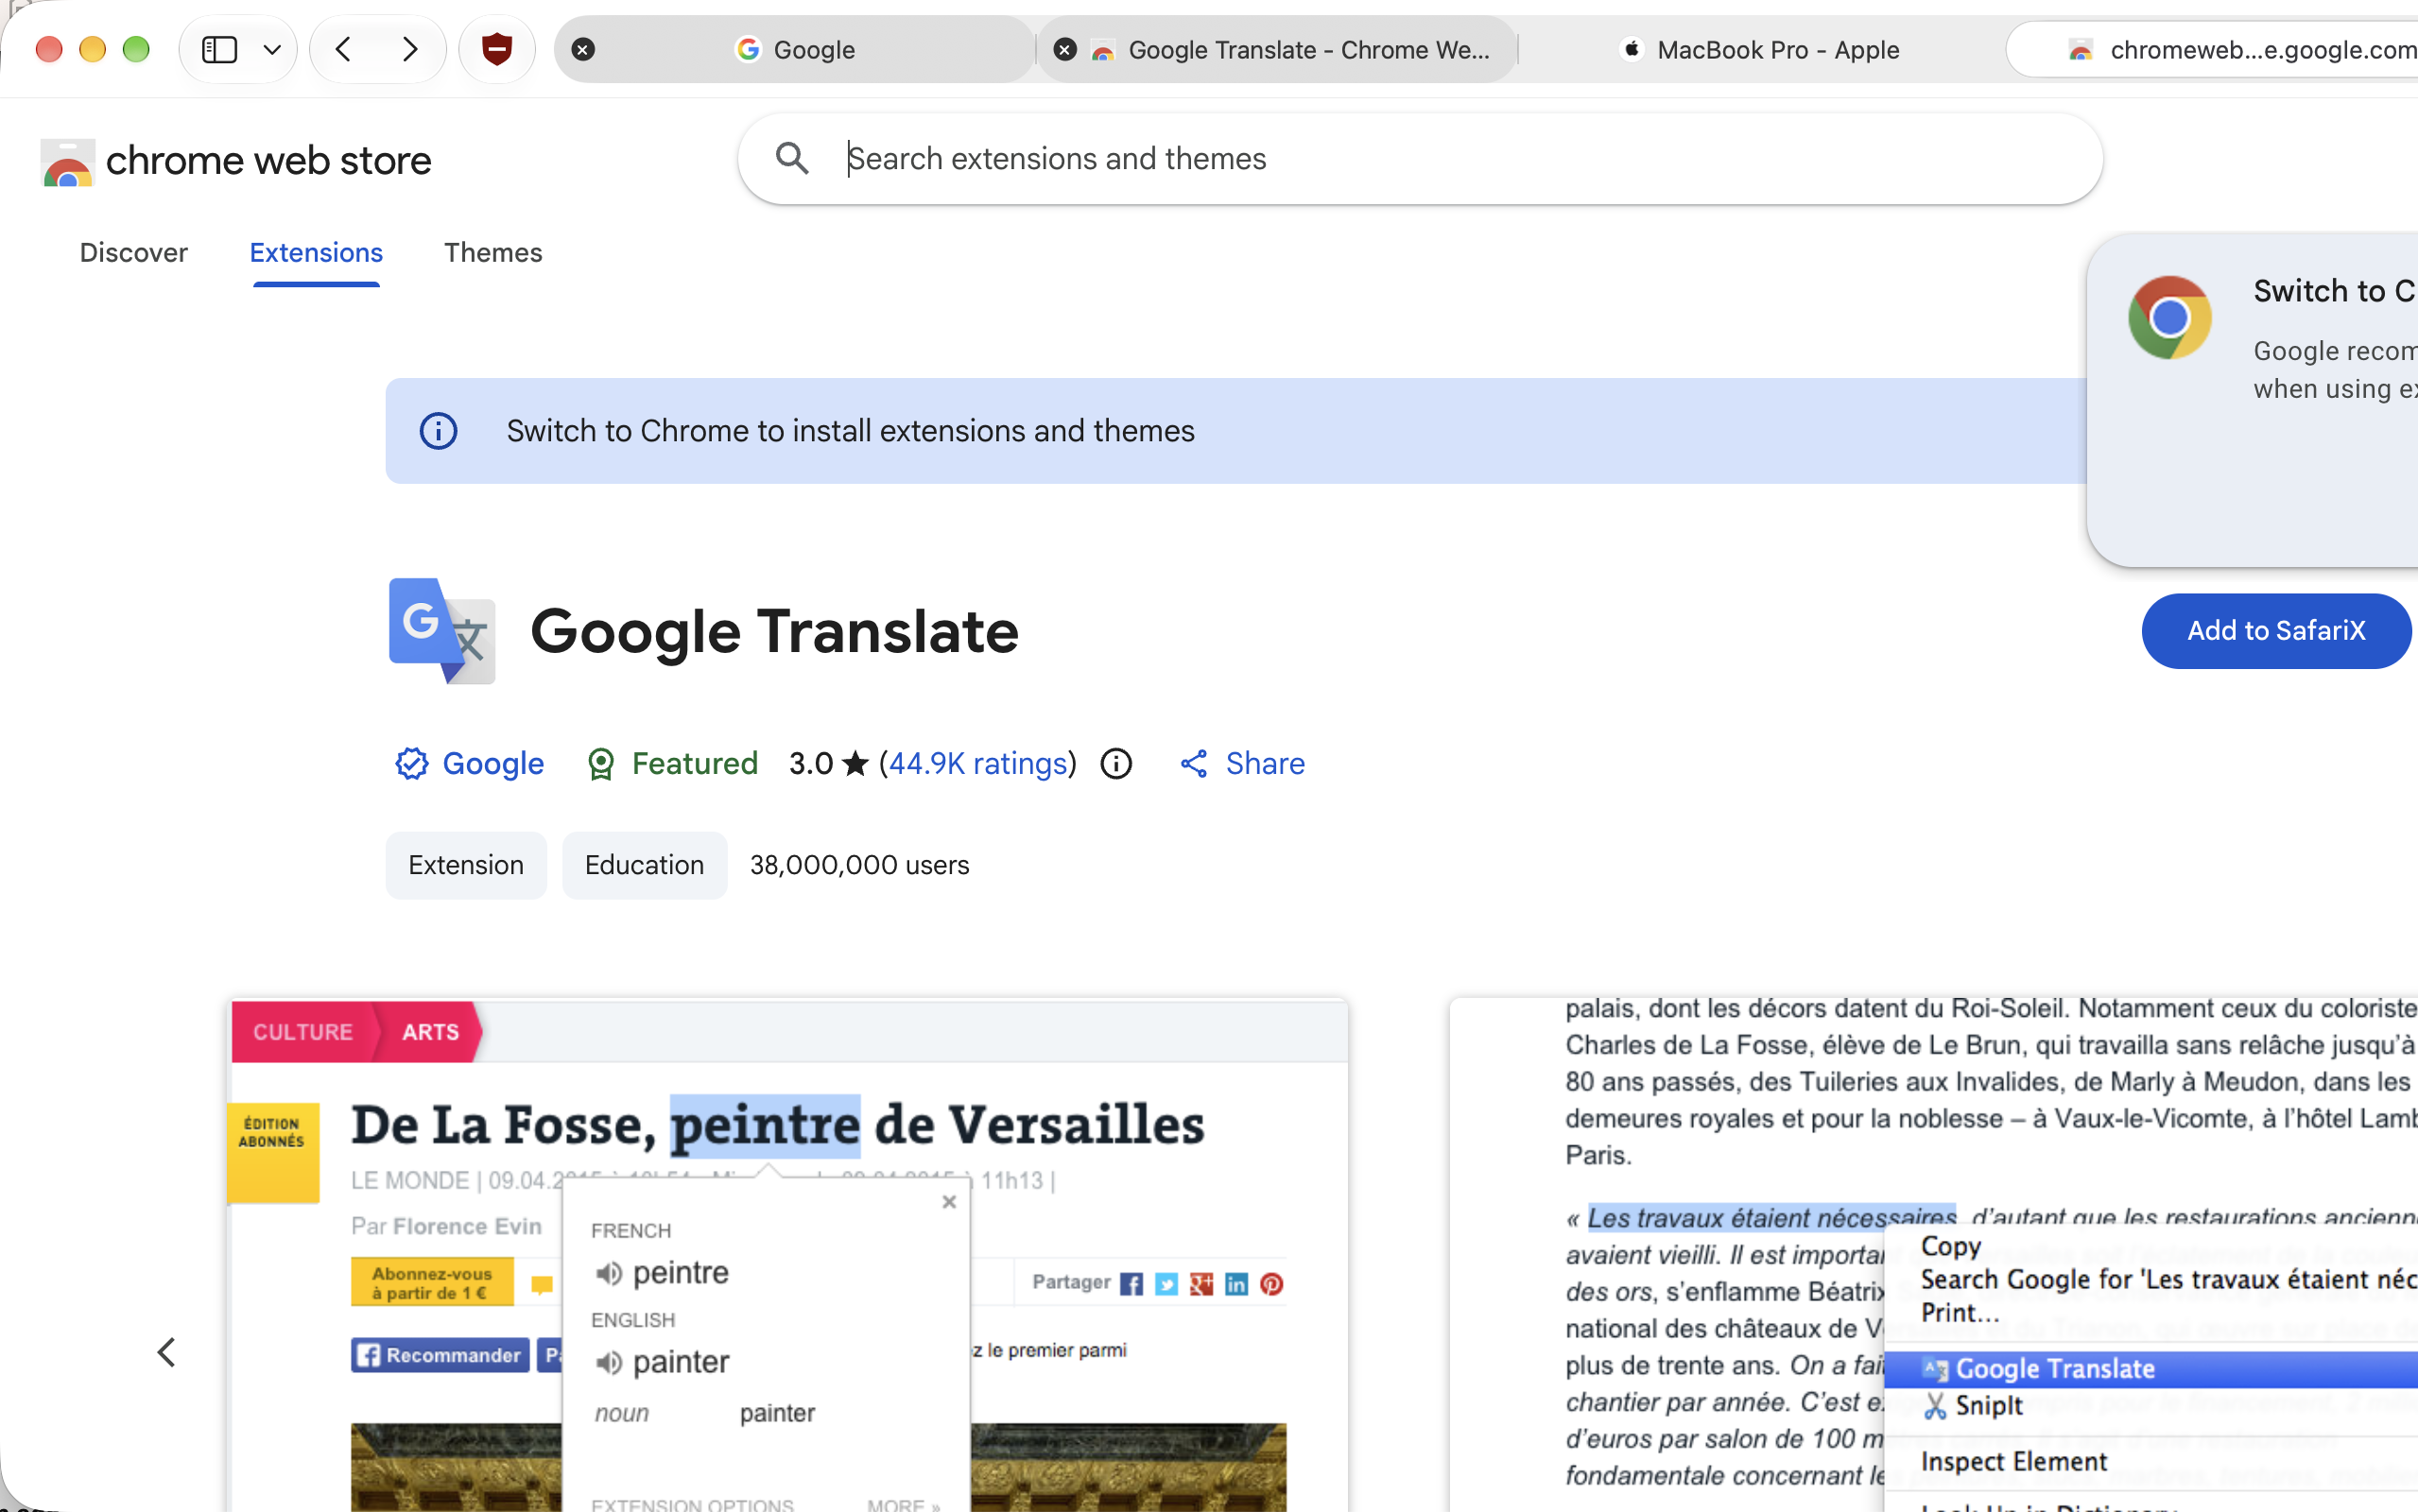 Google
Google Translate - Chrome We...
MacBook Pro - Apple
chromeweb...e.google.com
chrome web store
Search extensions and themes
Discover
Extensions
Themes
Switch to C
Google recom
when using ex
Switch to Chrome to install extensions and themes
Google Translate
Add to SafariX
Google
Featured
3.0 ★ (44.9K ratings)
Share
Extension
Education
38,000,000 users
CULTURE
ARTS
ÉDITION
ABONNÉS
De La Fosse, peintre de Versailles
LE MONDE | 09.04.2
11h13 |
Par Florence Evin
FRENCH
peintre
ENGLISH
painter
noun painter
EXTENSION OPTIONS
MORE »
Abonnez-vous
à partir de 1 €
Partager
Recommander
z le premier parmi
palais, dont les décors datent du Roi-Soleil. Notamment ceux du coloriste
Charles de La Fosse, élève de Le Brun, qui travailla sans relâche jusqu'à
80 ans passés, des Tuileries aux Invalides, de Marly à Meudon, dans les
demeures royales et pour la noblesse – à Vaux-le-Vicomte, à l'hôtel Lamb
Paris.
« Les travaux étaient nécessaires, d'autant que les restaurations ancienn
avaient vieilli. Il est importan
des ors, s'enflamme Béatrix
national des châteaux de V
plus de trente ans. On a fai
chantier par année. C'est e
d'euros par salon de 100 m
fondamentale concernant le
Copy
Search Google for 'Les travaux étaient néc
Print...
Google Translate
SnipIt
Inspect Element
Look Up in Dictionary